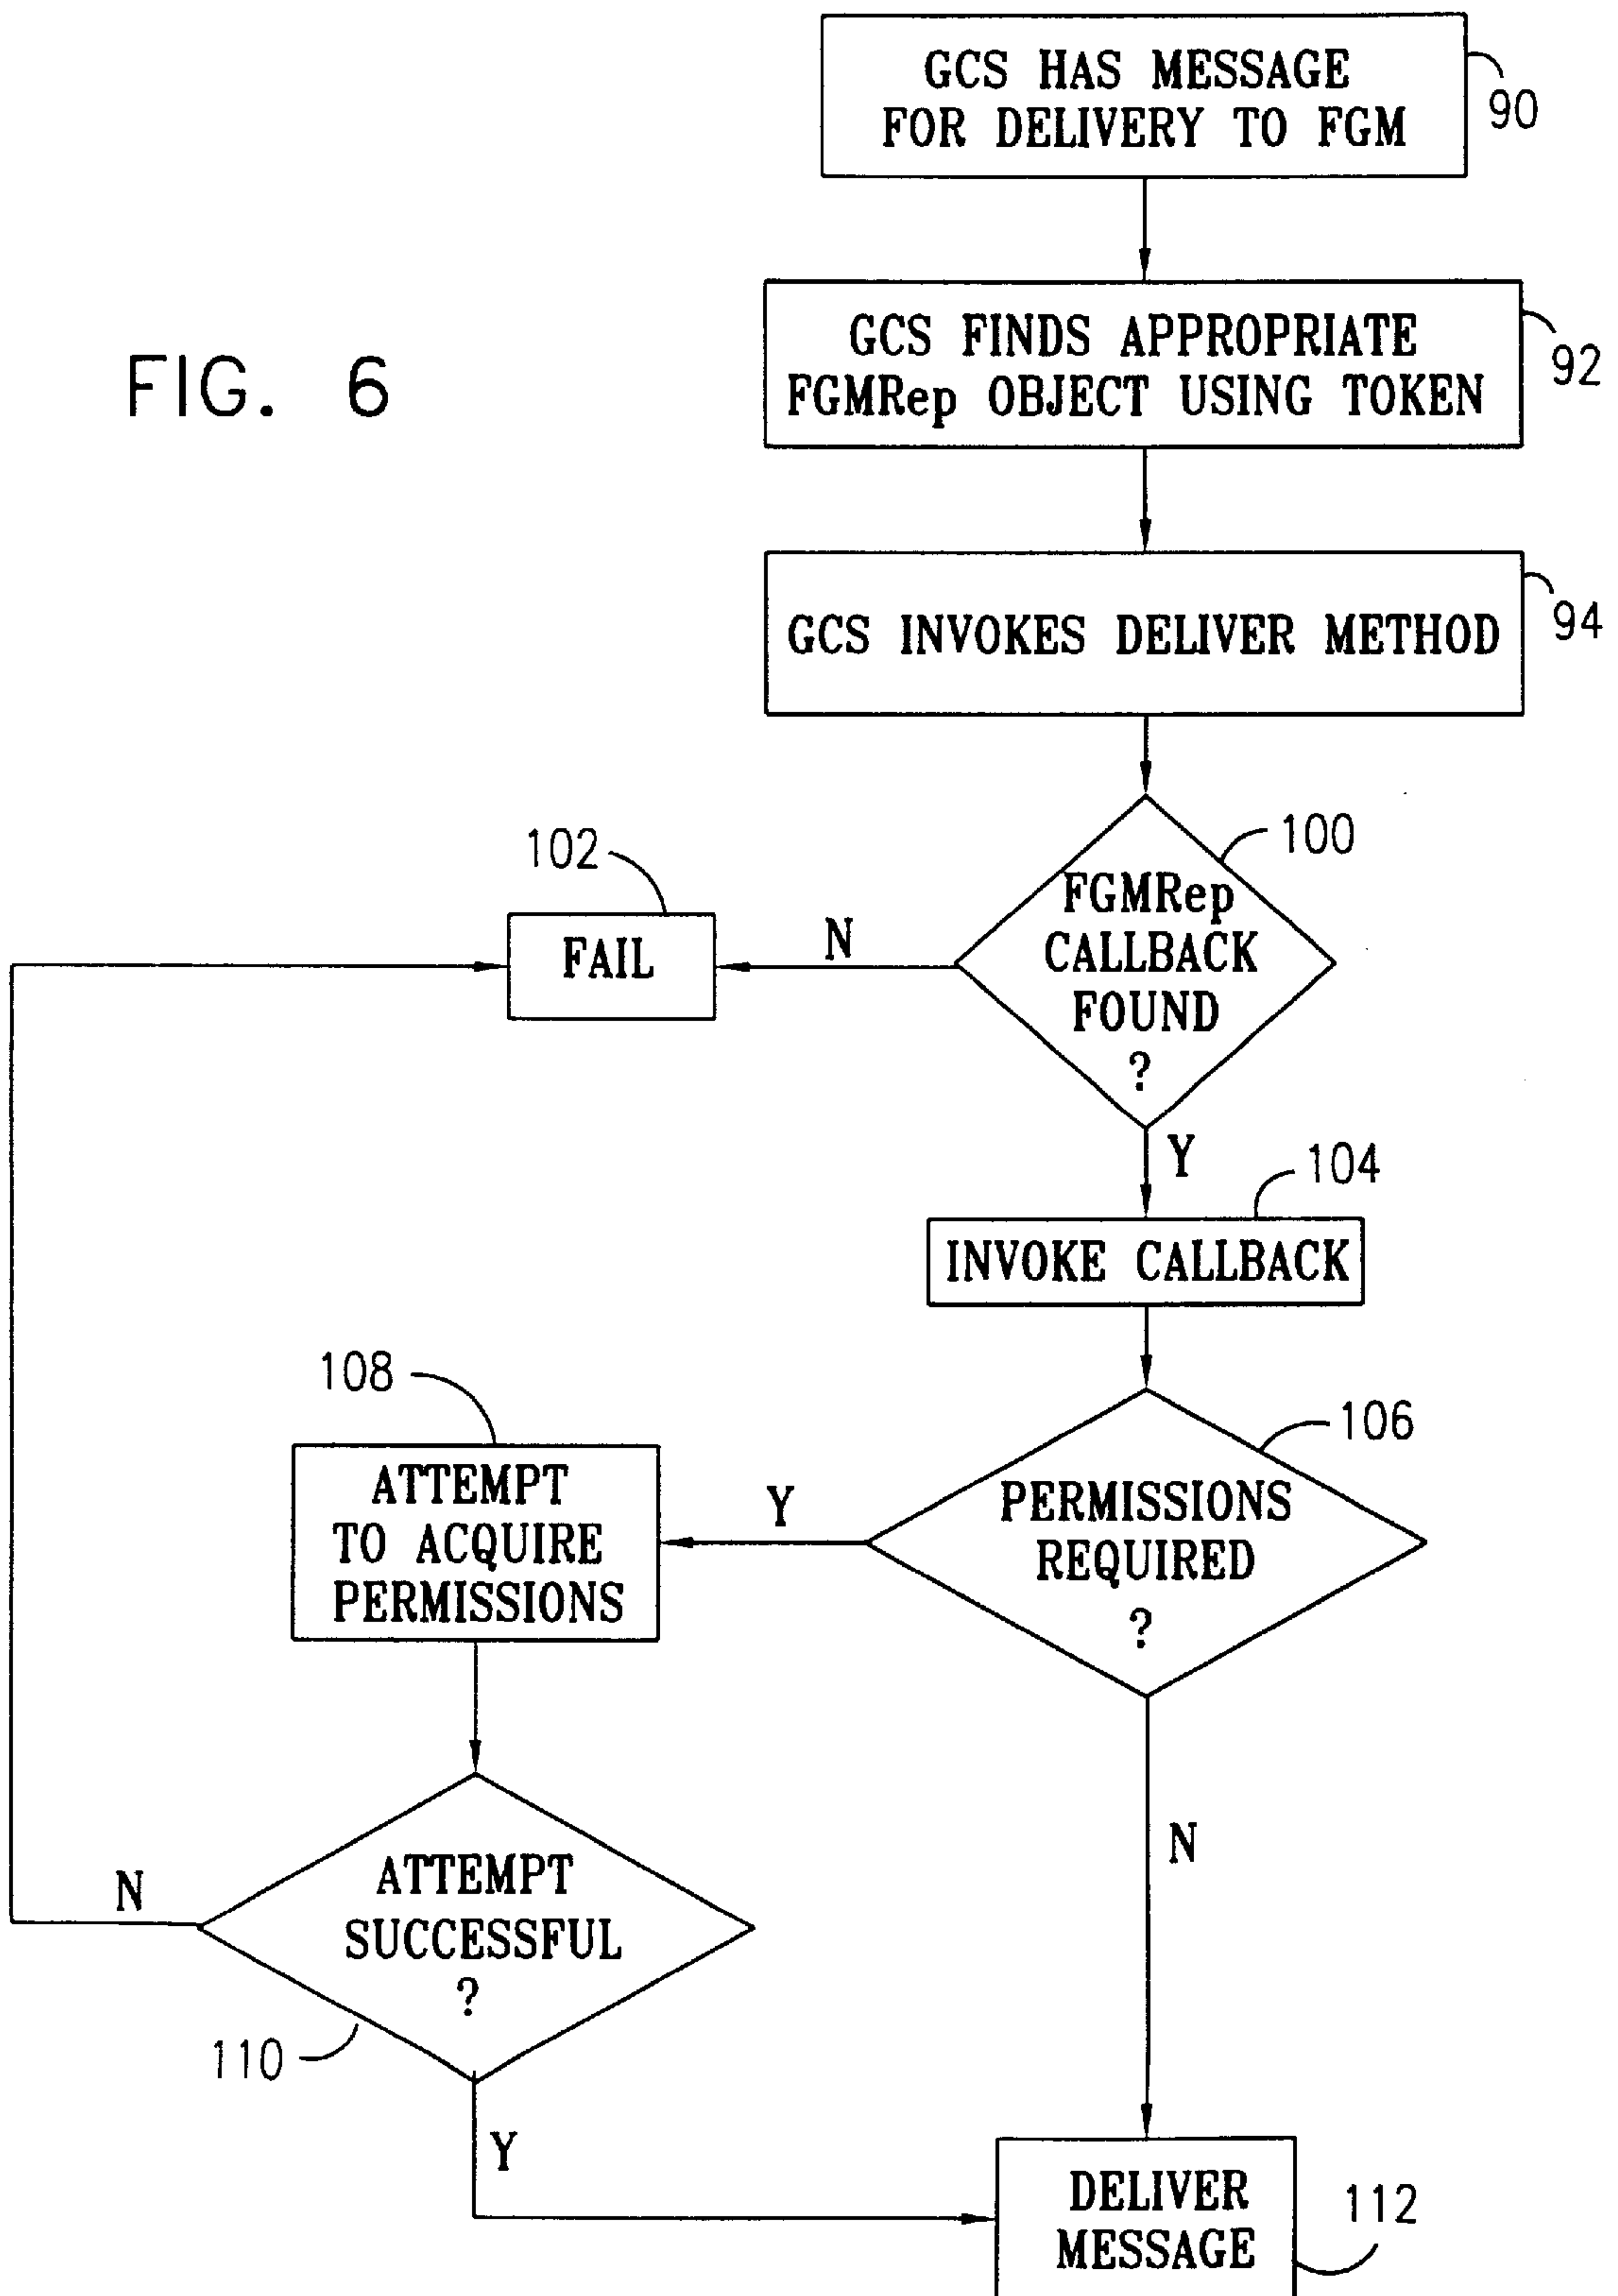 GCS HAS MESSAGE
FOR DELIVERY TO FGM
90
GCS FINDS APPROPRIATE
FGMRep OBJECT USING TOKEN
92
FIG. 6
GCS INVOKES DELIVER METHOD
94
100
102
FGMRep
CALLBACK
FOUND
?
N
FAIL
Y
104
INVOKE CALLBACK
108
106
ATTEMPT
TO ACQUIRE
PERMISSIONS
Y
PERMISSIONS
REQUIRED
?
N
N
ATTEMPT
SUCCESSFUL
?
110
Y
DELIVER
MESSAGE
112